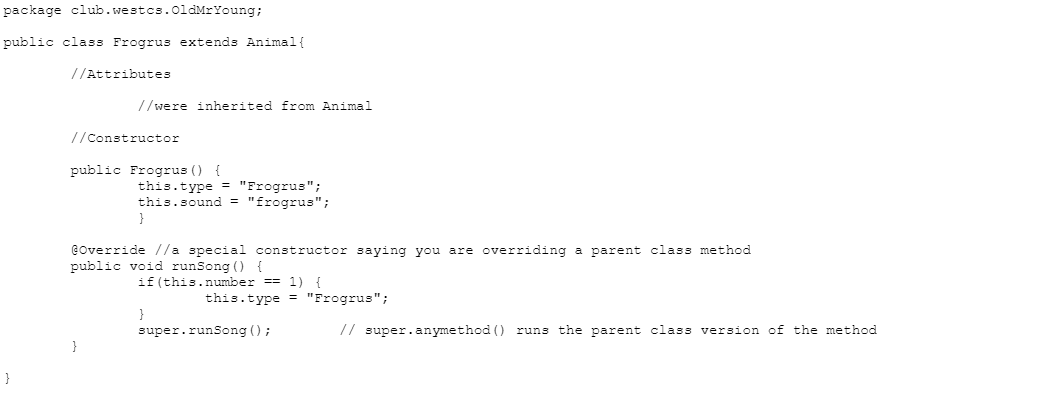 package club.westcs.OldMrYoung;
public class Frogrus extends Animal{
//Attributes
//were inherited from Animal
//Constructor
public Frogrus() {
this.type = "Frogrus";
this.sound = "frogrus";
}
@Override //a special constructor saying you are overriding a parent class method
public void runSong() {
if(this.number == 1) {
this.type = "Frogrus";
}
super.runSong(); // super.anymethod() runs the parent class version of the method
}
}